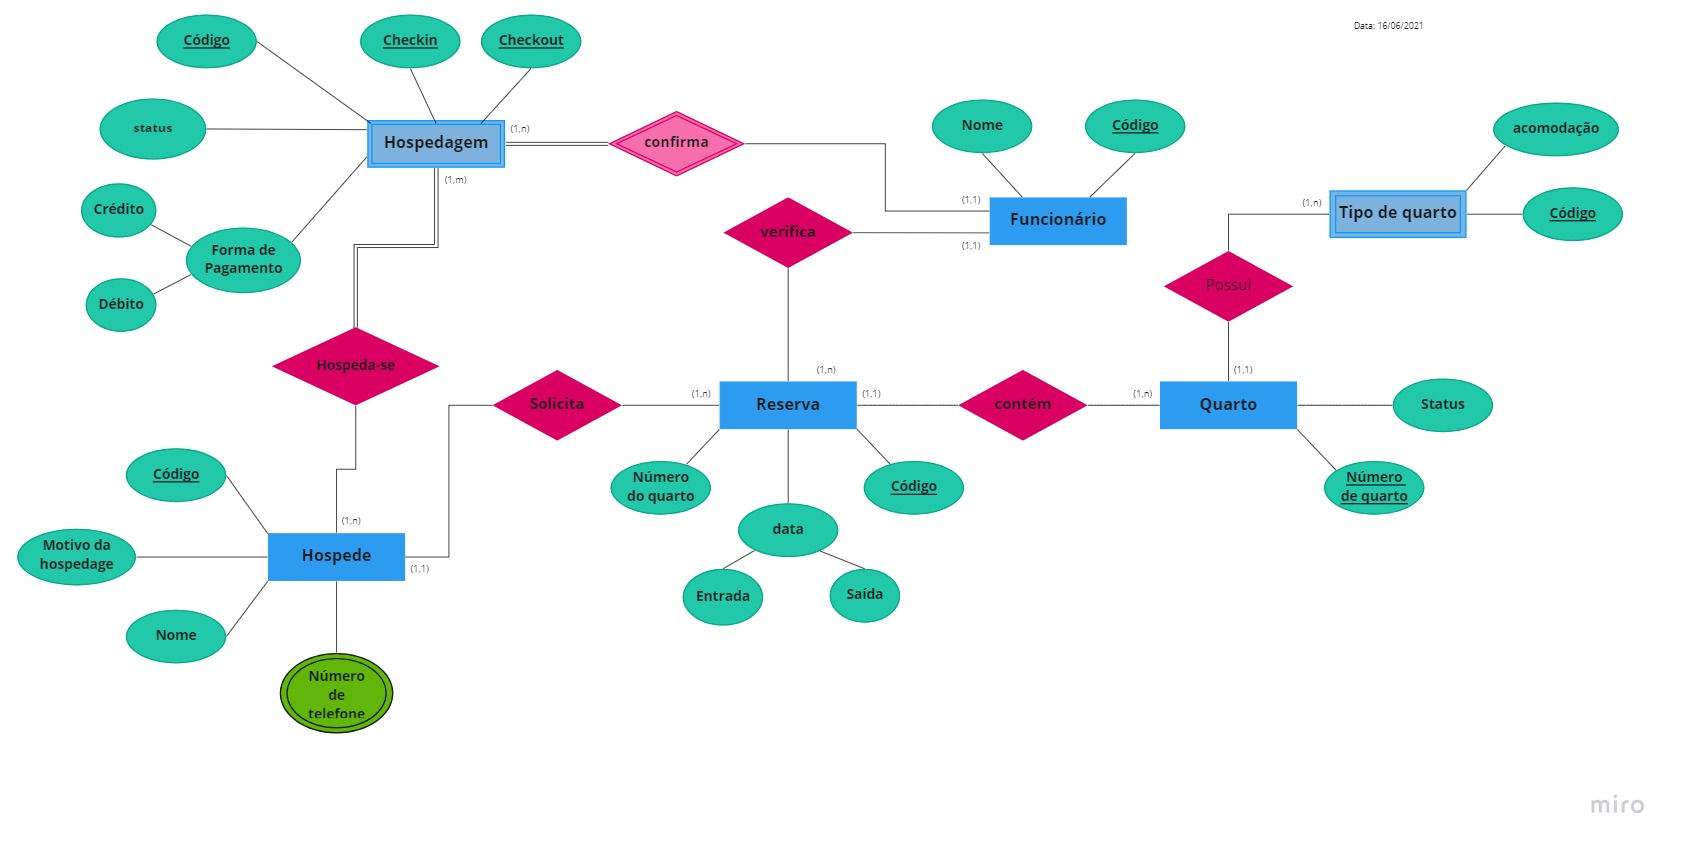 Data: 16/06/2021
Código
Checkin
Checkout
status
Hospedagem
(1,n)
confirma
(1,m)
Nome
Código
acomodação
Crédito
Forma de
Pagamento
Débito
verifica
(1,1)
Funcionário
(1,1)
(1,n)
Tipo de quarto
Código
Possui
Hospeda-se
Solicita
(1,n)
(1,n)
Reserva
(1,1)
contém
(1,n)
(1,1)
Quarto
Status
Número
do quarto
Código
Número
de quarto
data
Entrada
Saída
Código
Motivo da
hospedage
Nome
(1,n)
Hospede
(1,1)
Número
de
telefone
miro